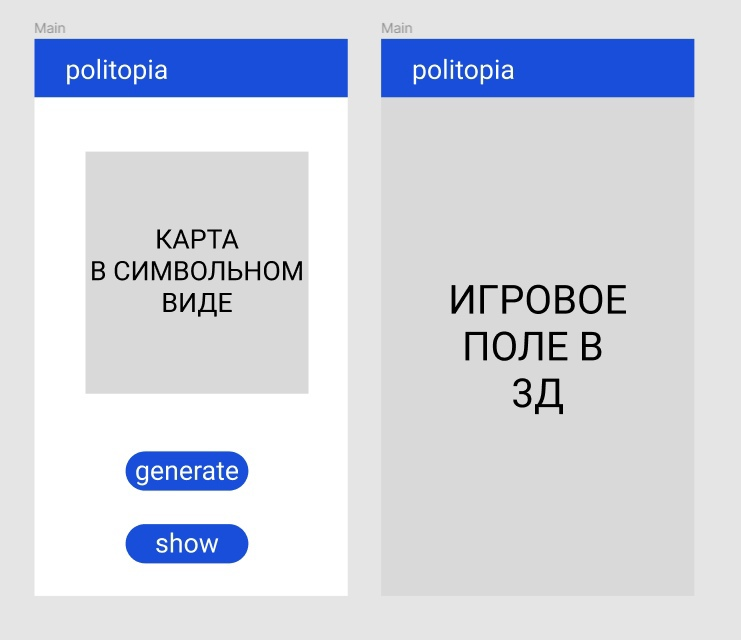 Main
politopia
КАРТА
В СИМВОЛЬНОМ
ВИДЕ
generate
show
Main
politopia
ИГРОВОЕ
ПОЛЕ В
3Д